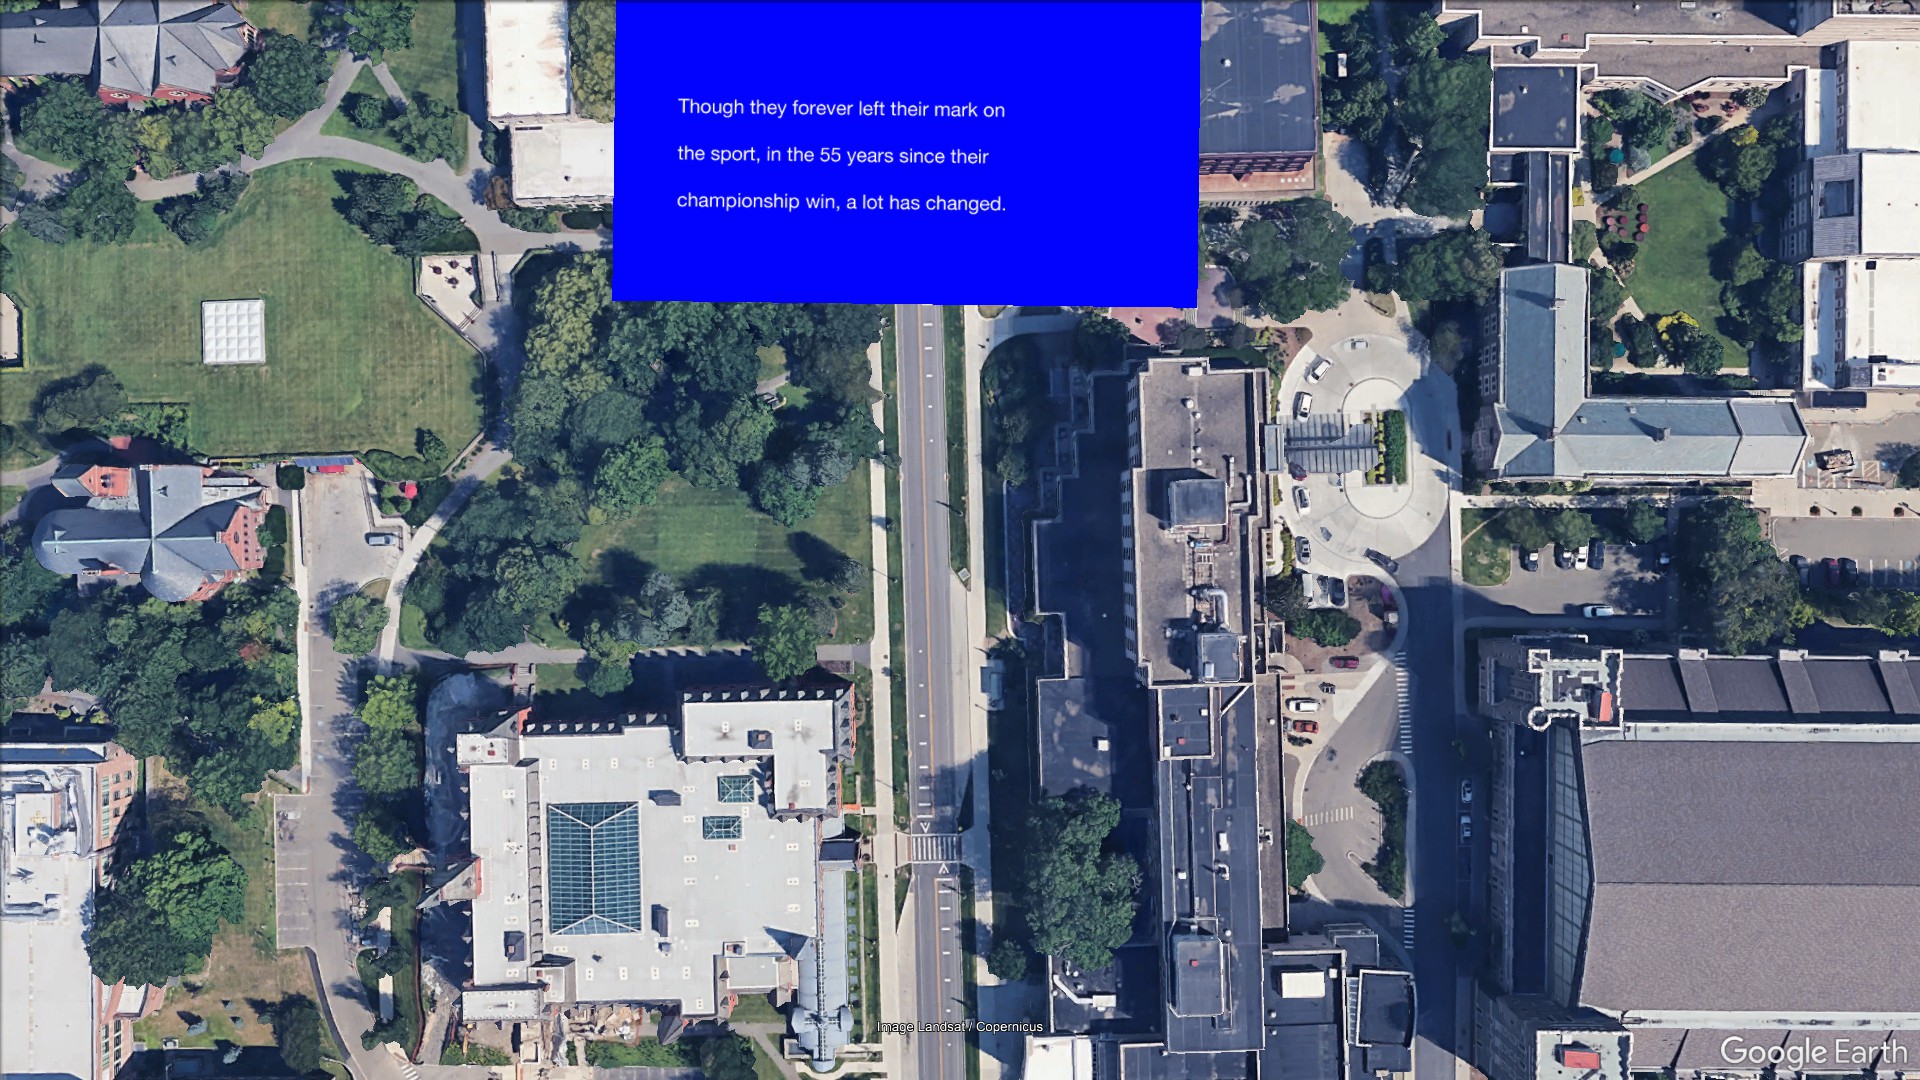 Though they forever left their mark on
the sport, in the 55 years since their
championship win, a lot has changed.
Image Landsat / Copernicus
Google Earth